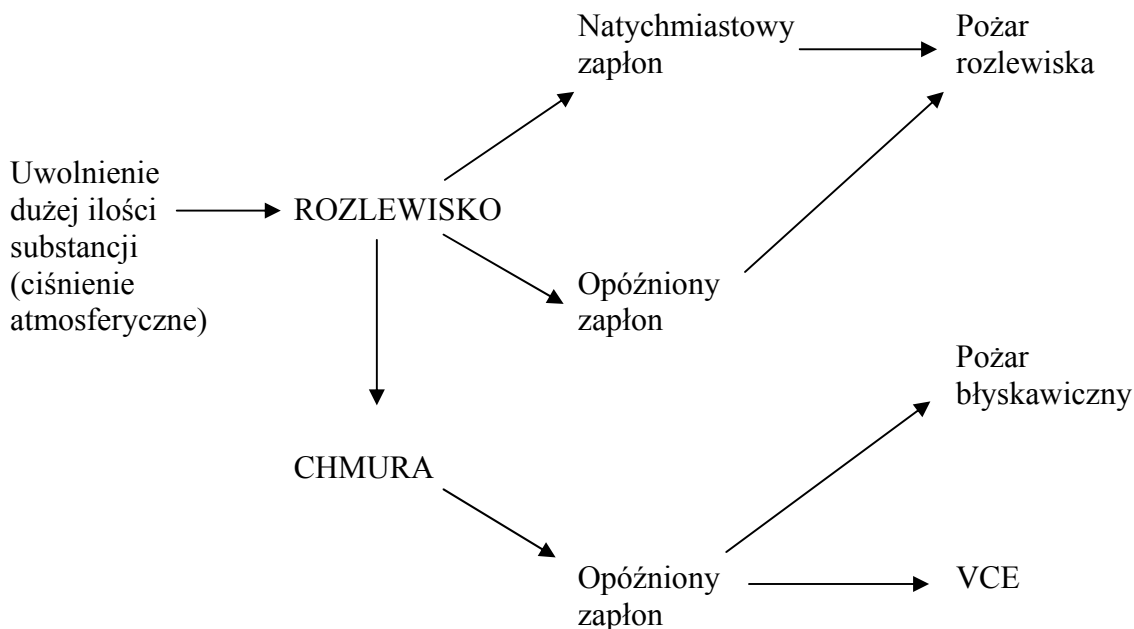 Natychmiastowy
zapłon
Pożar
rozlewiska
Uwolnienie
dużej ilości
substancji
(ciśnienie
atmosferyczne)
ROZLEWISKO
Opóźniony
zapłon
Pożar
błyskawiczny
CHMURA
Opóźniony
zapłon
VCE